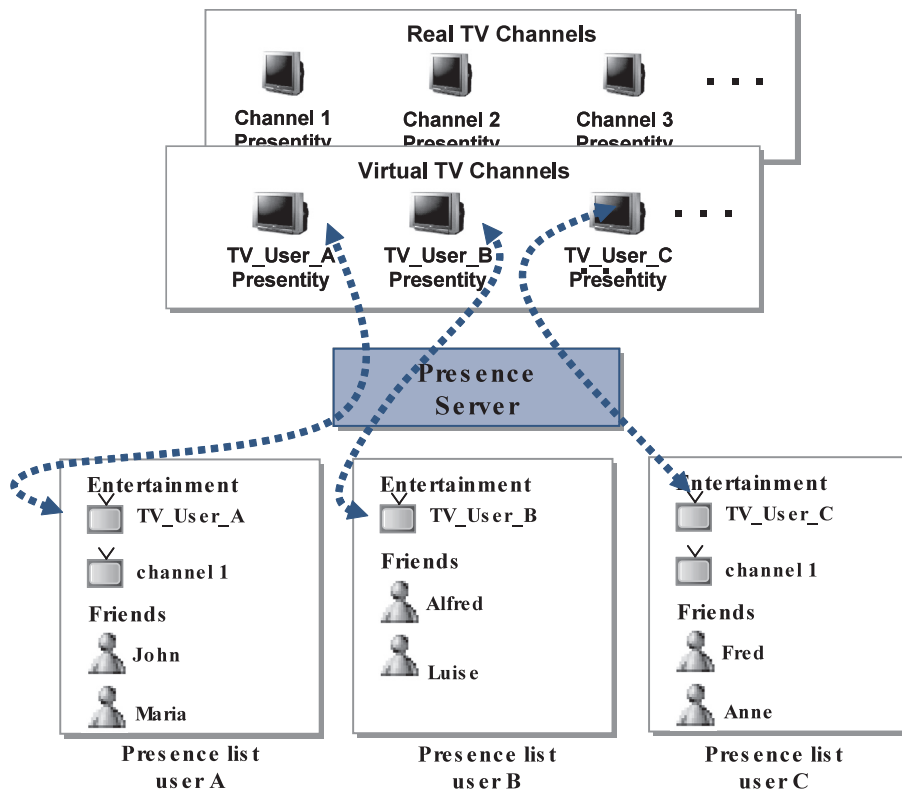 Real TV Channels
Channel 1 Channel 2 Channel 3 . . .
Presentity Presentity Presentity
Virtual TV Channels
TV_User_A TV_User_B TV_User_C . . .
Presentity Presentity Presentity
Presence
Server
Entertainment
TV_User_A
channel 1
Friends
John
Maria
Presence list
user A
Entertainment
TV_User_B
Friends
Alfred
Luise
Presence list
user B
Entertainment
TV_User_C
channel 1
Friends
Fred
Anne
Presence list
user C